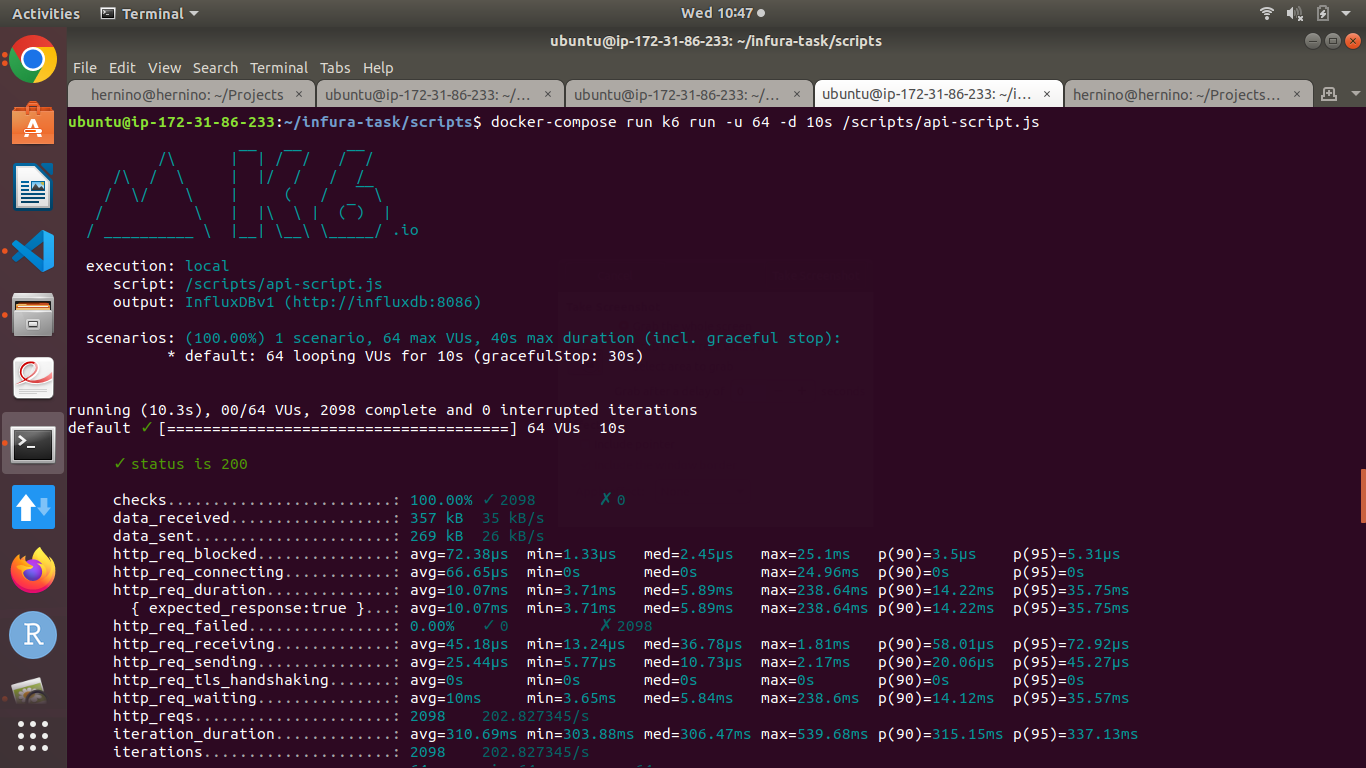 Activities Terminal Wed 10:47
ubuntu@ip-172-31-86-233: ~/infura-task/scripts
File Edit View Search Terminal Tabs Help
hernino@hernino: ~/Projects × ubuntu@ip-172-31-86-233: ~/... × ubuntu@ip-172-31-86-233: ~/... × ubuntu@ip-172-31-86-233: ~/i... × hernino@hernino: ~/Projects... ×
ubuntu@ip-172-31-86-233:~/infura-task/scripts$ docker-compose run k6 run -u 64 -d 10s /scripts/api-script.js
          /\      |‾‾| /‾‾/   /‾‾/
     /\  /  \     |  |/  /   /  /
    /  \/    \    |     (   /   ‾‾\
   /          \   |  |\  \ |  (‾)  |
  / __________ \  |__| \__\ \_____/ .io
execution: local
script: /scripts/api-script.js
output: InfluxDBv1 (http://influxdb:8086)
scenarios: (100.00%) 1 scenario, 64 max VUs, 40s max duration (incl. graceful stop):
* default: 64 looping VUs for 10s (gracefulStop: 30s)
running (10.3s), 00/64 VUs, 2098 complete and 0 interrupted iterations
default ✓ [======================================] 64 VUs  10s
✓ status is 200
checks.........................: 100.00% ✓ 2098 ✗ 0
data_received..................: 357 kB 35 kB/s
data_sent......................: 269 kB 26 kB/s
http_req_blocked...............: avg=72.38µs min=1.33µs med=2.45µs max=25.1ms p(90)=3.5µs p(95)=5.31µs
http_req_connecting............: avg=66.65µs min=0s med=0s max=24.96ms p(90)=0s p(95)=0s
http_req_duration..............: avg=10.07ms min=3.71ms med=5.89ms max=238.64ms p(90)=14.22ms p(95)=35.75ms
{ expected_response:true }...: avg=10.07ms min=3.71ms med=5.89ms max=238.64ms p(90)=14.22ms p(95)=35.75ms
http_req_failed................: 0.00% ✓ 0 ✗ 2098
http_req_receiving.............: avg=45.18µs min=13.24µs med=36.78µs max=1.81ms p(90)=58.01µs p(95)=72.92µs
http_req_sending...............: avg=25.44µs min=5.77µs med=10.73µs max=2.17ms p(90)=20.06µs p(95)=45.27µs
http_req_tls_handshaking.......: avg=0s min=0s med=0s max=0s p(90)=0s p(95)=0s
http_req_waiting...............: avg=10ms min=3.65ms med=5.84ms max=238.6ms p(90)=14.12ms p(95)=35.57ms
http_reqs......................: 2098 202.827345/s
iteration_duration.............: avg=310.69ms min=303.88ms med=306.47ms max=539.68ms p(90)=315.15ms p(95)=337.13ms
iterations.....................: 2098 202.827345/s